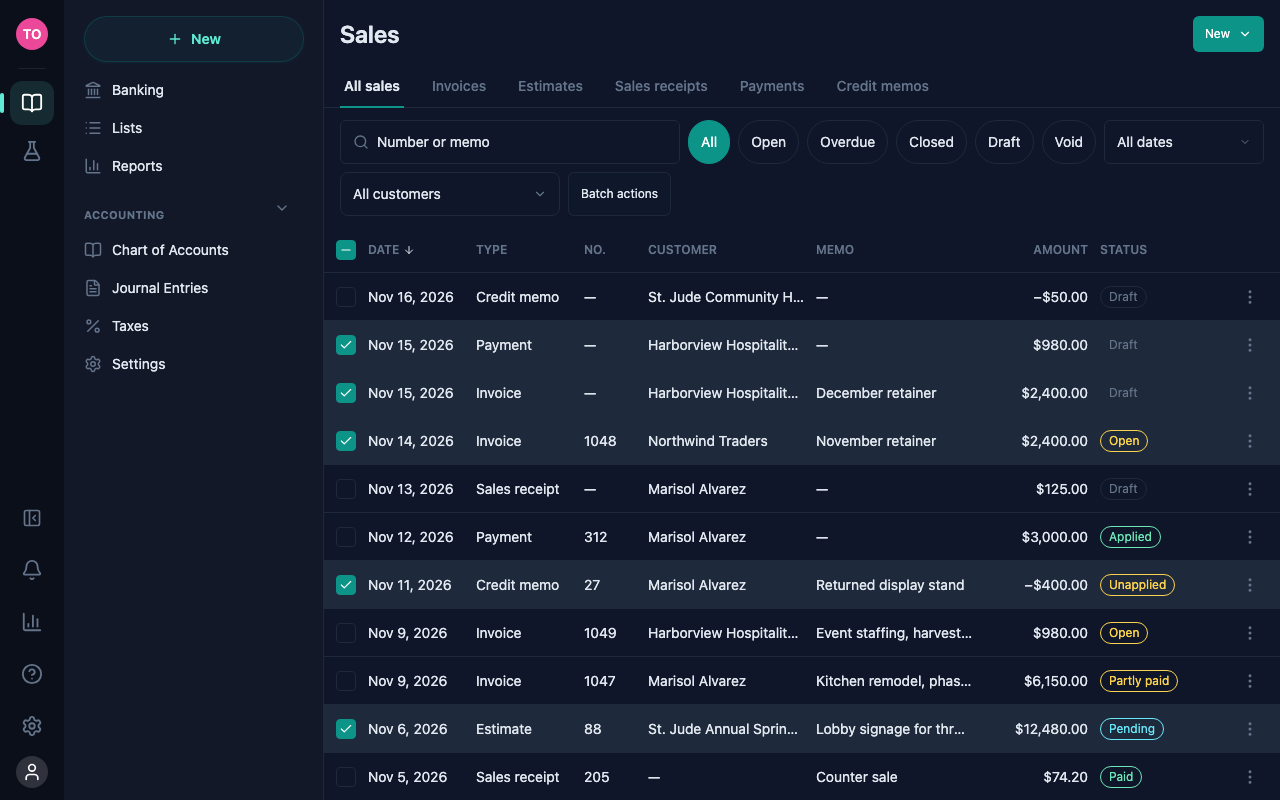 TO
New
Banking
Lists
Reports
ACCOUNTING
Chart of Accounts
Journal Entries
Taxes
Settings
Sales
New
All sales Invoices Estimates Sales receipts Payments Credit memos
Number or memo All Open Overdue Closed Draft Void All dates
All customers Batch actions
DATE TYPE NO. CUSTOMER MEMO AMOUNT STATUS
Nov 16, 2026 Credit memo — St. Jude Community H... — −$50.00 Draft
Nov 15, 2026 Payment — Harborview Hospitalit... — $980.00 Draft
Nov 15, 2026 Invoice — Harborview Hospitalit... December retainer $2,400.00 Draft
Nov 14, 2026 Invoice 1048 Northwind Traders November retainer $2,400.00 Open
Nov 13, 2026 Sales receipt — Marisol Alvarez — $125.00 Draft
Nov 12, 2026 Payment 312 Marisol Alvarez — $3,000.00 Applied
Nov 11, 2026 Credit memo 27 Marisol Alvarez Returned display stand −$400.00 Unapplied
Nov 9, 2026 Invoice 1049 Harborview Hospitalit... Event staffing, harvest... $980.00 Open
Nov 9, 2026 Invoice 1047 Marisol Alvarez Kitchen remodel, phas... $6,150.00 Partly paid
Nov 6, 2026 Estimate 88 St. Jude Annual Sprin... Lobby signage for thr... $12,480.00 Pending
Nov 5, 2026 Sales receipt 205 — Counter sale $74.20 Paid